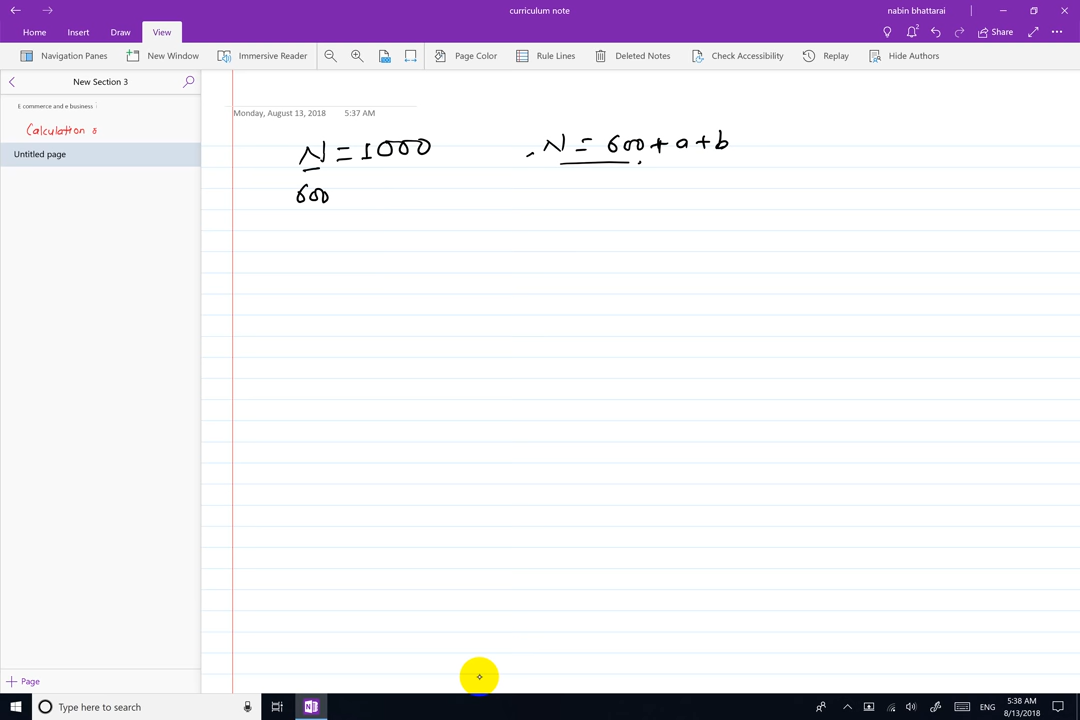 curriculum note
nabin bhattarai
Home Insert Draw View
Share
Navigation Panes New Window Immersive Reader Page Color Rule Lines Deleted Notes Check Accessibility Replay Hide Authors
New Section 3
E commerce and e business
Calculation
Untitled page
Monday, August 13, 2018 5:37 AM
N = 1000
N = 600 + a + b
600
Page
Type here to search
ENG
5:38 AM
8/13/2018